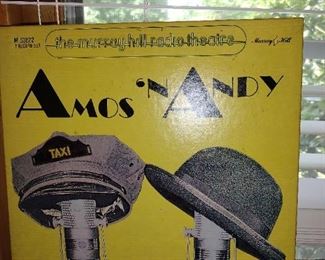 the murray hill radio theatre
Murray Hill
AMOS 'N ANDY
TAXI